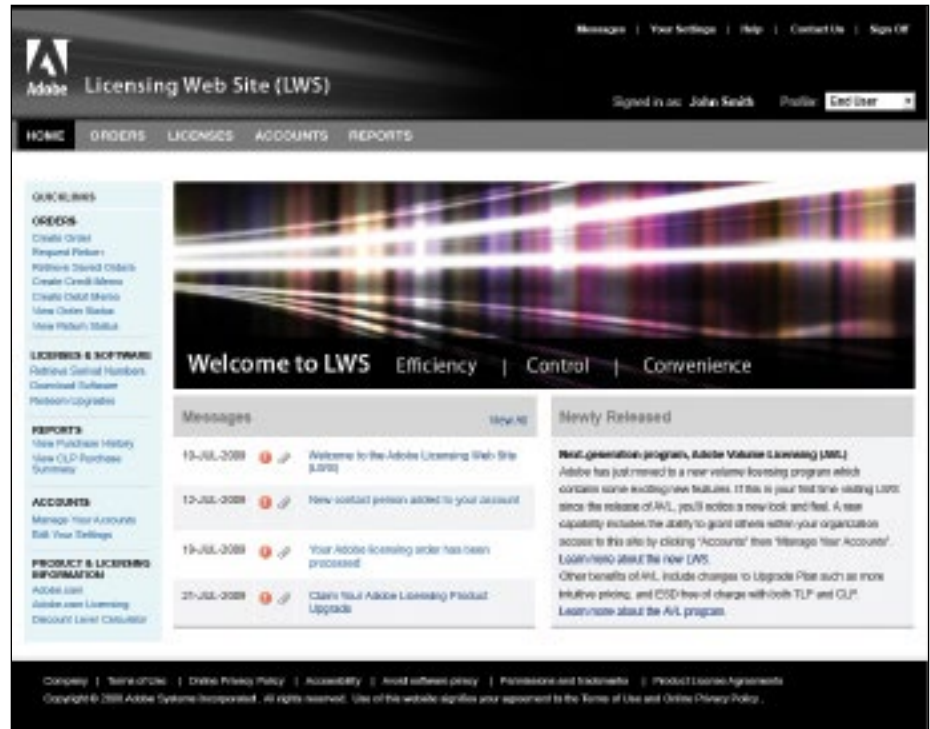 Messages | Your Settings | Help | Contact Us | Sign Off
Adobe
Licensing Web Site (LWS)
Signed in as: John Smith Profile: End User
HOME ORDERS LICENSES ACCOUNTS REPORTS
QUICKLINKS
ORDERS
Create Order
Request Return
Retrieve Saved Orders
Create Credit Memo
Create Debit Memo
View Order Status
View Return Status
LICENSES & SOFTWARE
Retrieve Serial Numbers
Download Software
Redeem Upgrades
REPORTS
View Purchase History
View CLP Purchase
Summary
ACCOUNTS
Manage Your Accounts
Edit Your Settings
PRODUCT & LICENSING
INFORMATION
Adobe.com
Adobe.com Licensing
Discount Level Calculator
Welcome to LWS Efficiency | Control | Convenience
Messages View All
Welcome to the Adobe Licensing Web Site
(LWS)
12-JUL-2009 New contact person added to your account
19-JUL-2009 Your Adobe licensing order has been
processed
21-JUL-2009 Claim Your Adobe Licensing Product
Upgrade
Newly Released
Next-generation program, Adobe Volume Licensing (AVL)
Adobe has just moved to a new volume licensing program which
contains some exciting new features. If this is your first time visiting LWS
since the release of AVL, you'll notice a new look and feel. A new
capability includes the ability to grant others within your organization
access to this site by clicking 'Accounts' then 'Manage Your Accounts'.
Learn more about the new LWS.
Other benefits of AVL include changes to Upgrade Plan such as more
intuitive pricing, and ESD free of charge with both TLP and CLP.
Learn more about the AVL program.
Company | Terms of Use | Online Privacy Policy | Accessibility | Avoid software piracy | Permissions and trademarks | Product License Agreements
Copyright © Adobe Systems Incorporated. All rights reserved. Use of this website signifies your agreement to the Terms of Use and Online Privacy Policy.